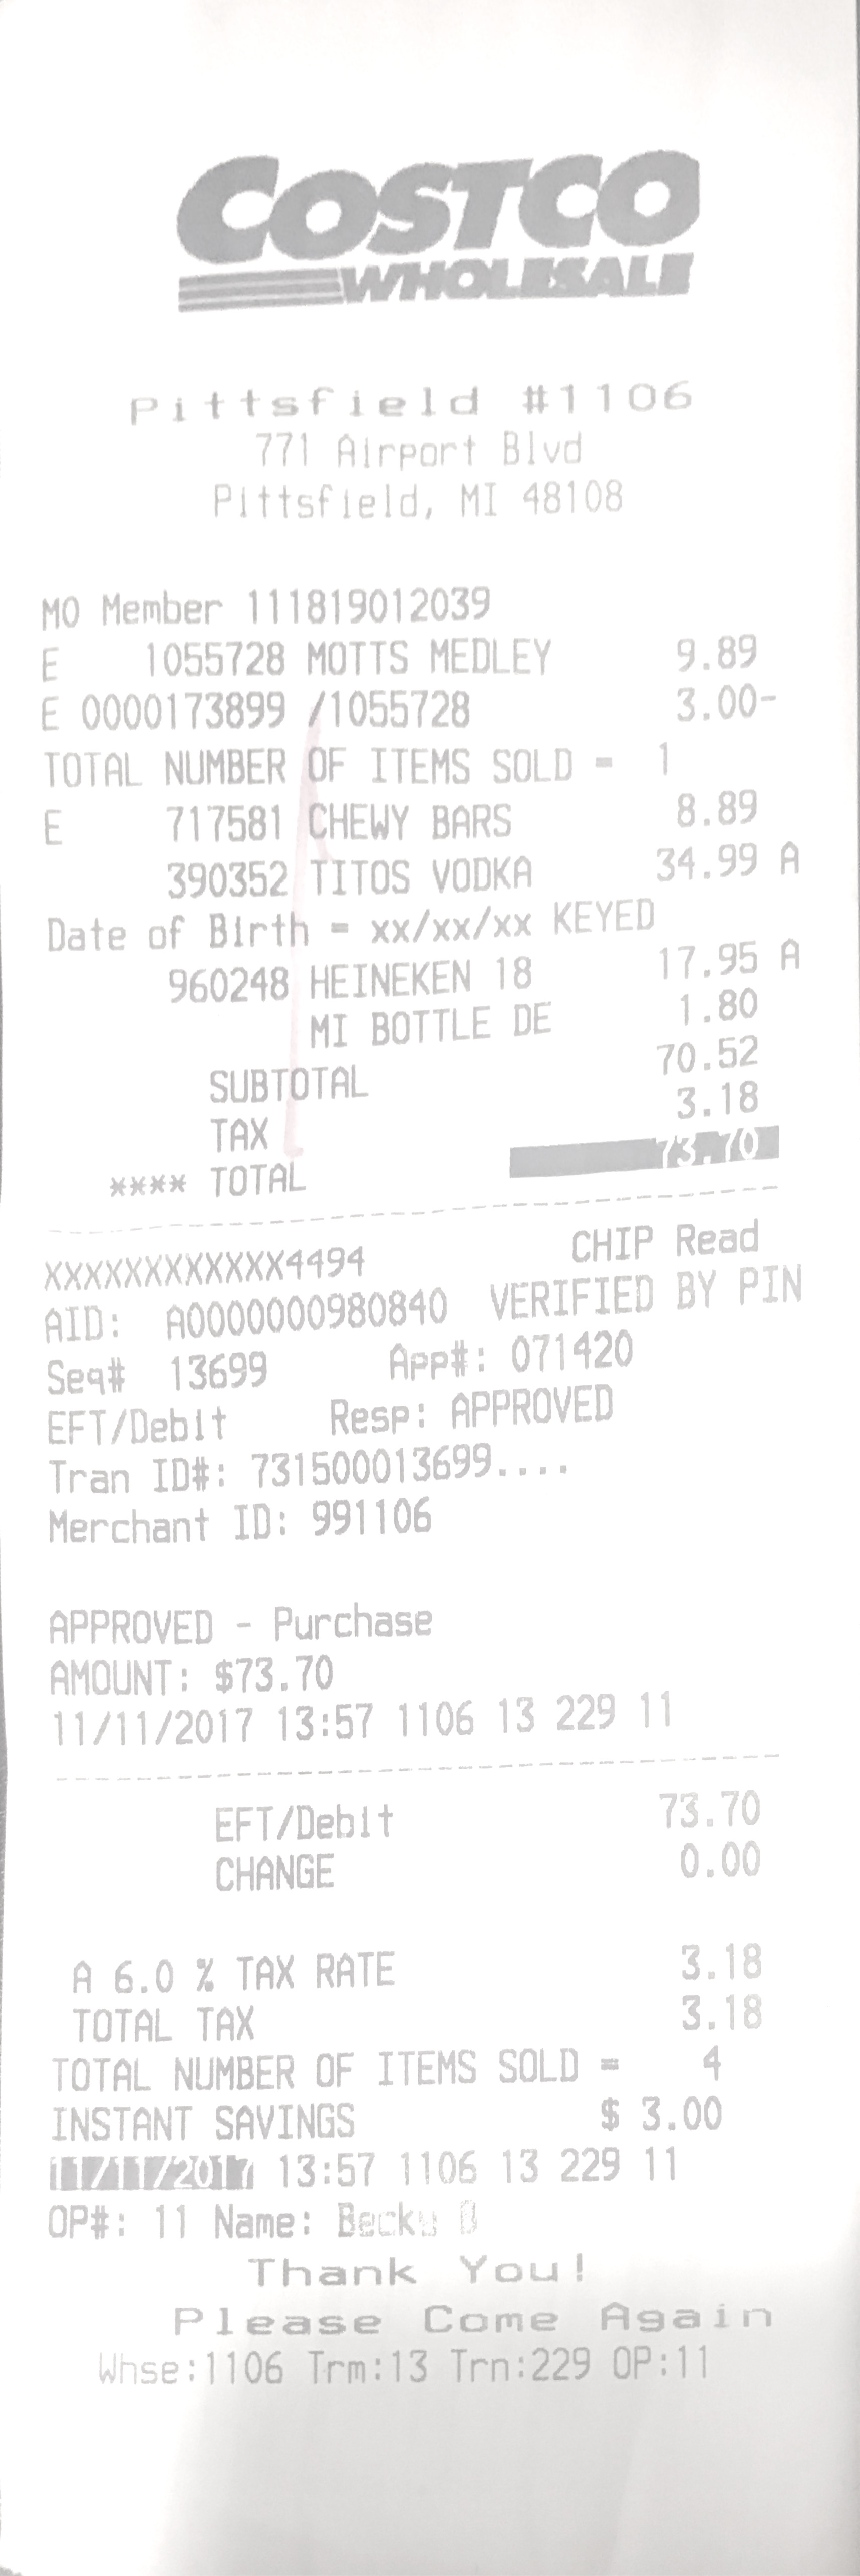 COSTCO
WHOLESALE
Pittsfield #1106
771 Airport Blvd
Pittsfield, MI 48108
MO Member 111819012039
E 1055728 MOTTS MEDLEY 9.89
E 0000173899 /1055728 3.00-
TOTAL NUMBER OF ITEMS SOLD = 1
E 717581 CHEWY BARS 8.89
390352 TITOS VODKA 34.99 A
Date of Birth = xx/xx/xx KEYED
960248 HEINEKEN 18 17.95 A
MI BOTTLE DE 1.80
SUBTOTAL 70.52
TAX 3.18
**** TOTAL 73.70
XXXXXXXXXXXX4494 CHIP Read
AID: A0000000980840 VERIFIED BY PIN
Seq# 13699 App#: 071420
EFT/Debit Resp: APPROVED
Tran ID#: 731500013699....
Merchant ID: 991106
APPROVED - Purchase
AMOUNT: $73.70
11/11/2017 13:57 1106 13 229 11
EFT/Debit 73.70
CHANGE 0.00
A 6.0 % TAX RATE 3.18
TOTAL TAX 3.18
TOTAL NUMBER OF ITEMS SOLD = 4
INSTANT SAVINGS $ 3.00
11/11/2017 13:57 1106 13 229 11
OP#: 11 Name: Becky
Thank You!
Please Come Again
Whse:1106 Trm:13 Trn:229 OP:11